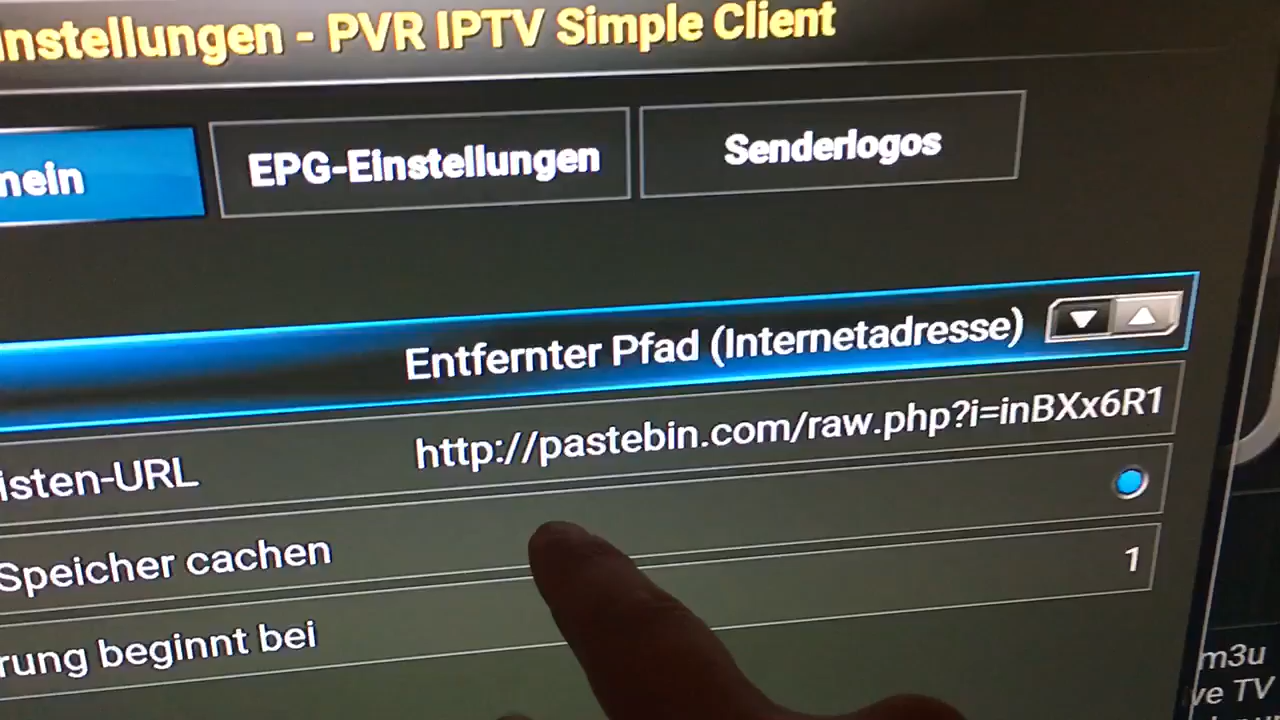 instellungen - PVR IPTV Simple Client
mein EPG-Einstellungen Senderlogos
Entfernter Pfad (Internetadresse)
isten-URL http://pastebin.com/raw.php?i=inBXx6R1
Speicher cachen
rung beginnt bei 1
m3u
ve TV